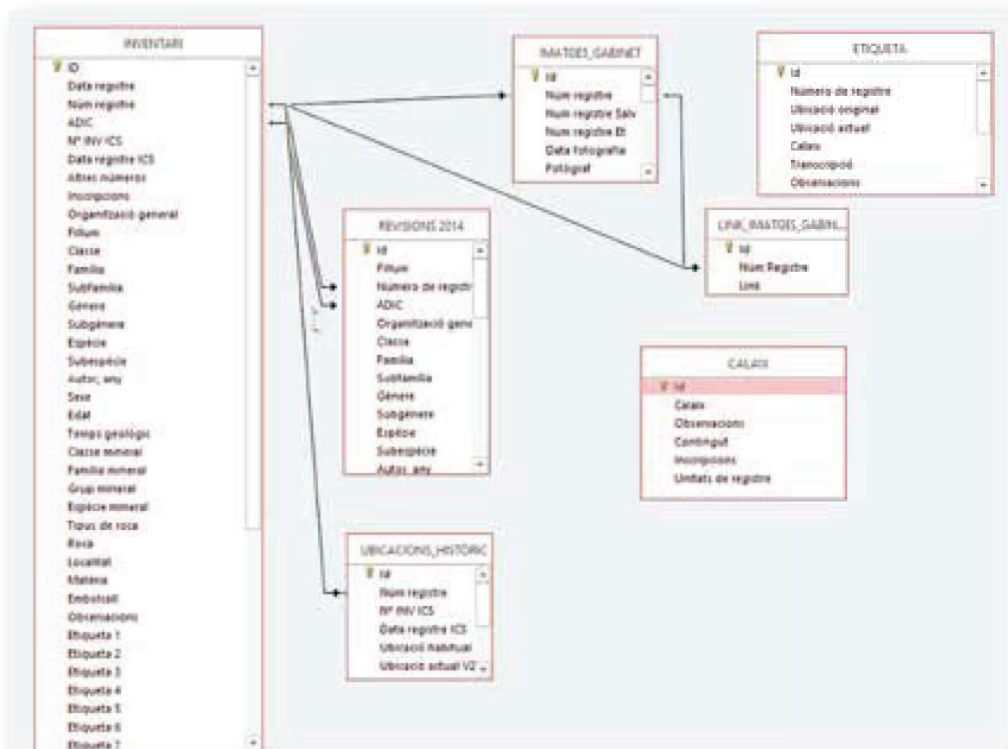 INVENTARI
ID
Data registre
Núm registre
ADIC
Nº INV ICS
Data registre ICS
Altres números
Inscripcions
Organització general
Fílum
Classe
Família
Subfamília
Gènere
Subgènere
Espècie
Subespècie
Autor, any
Sexe
Edat
Temps geològic
Classe mineral
Família mineral
Grup mineral
Espècie mineral
Tipus de roca
Roca
Localitat
Matèria
Embolcall
Observacions
Etiqueta 1
Etiqueta 2
Etiqueta 3
Etiqueta 4
Etiqueta 5
Etiqueta 6
Etiqueta 7
IMATGES_GABINET
Id
Núm registre
Num registre Salv
Num registre Et
Data fotografia
Fotògraf
ETIQUETA
Id
Número de registre
Ubicació original
Ubicació actual
Calaix
Transcripció
Observacions
REVISIONS 2014
Id
Fílum
Número de registr
ADIC
Organització gene
Classe
Família
Subfamília
Gènere
Subgènere
Espècie
Subespècie
Autor, any
LINK_IMATGES_GABIN...
Id
Núm Registre
Link
CALAIX
Id
Calaix
Observacions
Contingut
Inscripcions
Unitats de registre
UBICACIONS_HISTÒRIC
Id
Núm registre
Nº INV ICS
Data registre ICS
Ubicació habitual
Ubicació actual V2